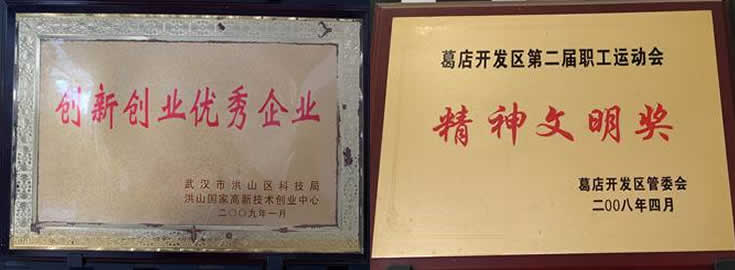 创新创业优秀企业
武汉市洪山区科技局
洪山国家高新技术创业中心
二〇〇九年一月
葛店开发区第二届职工运动会
精神文明奖
葛店开发区管委会
二00八年四月